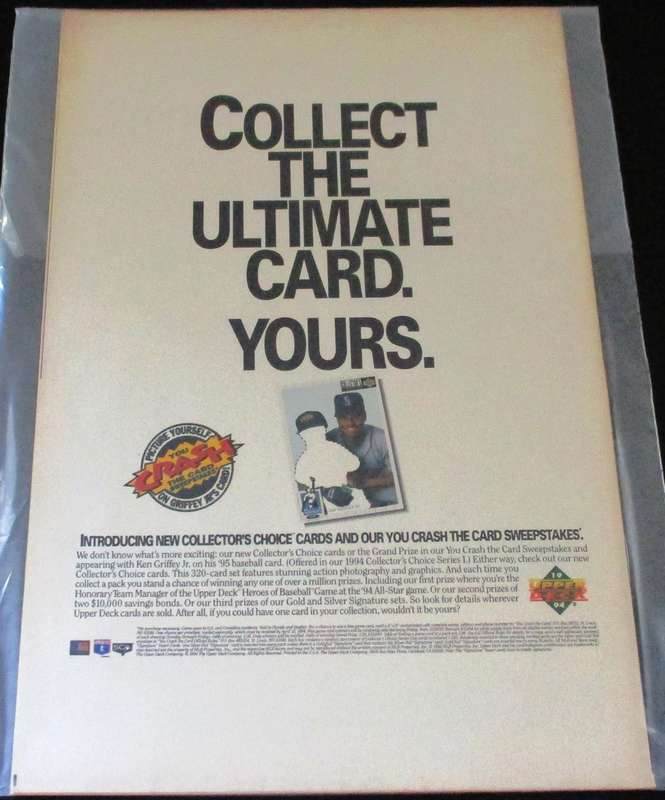 COLLECT
THE
ULTIMATE
CARD.
YOURS.
PICTURE YOURSELF
YOU
CRASH
THE CARD
SWEEPSTAKES
ON GRIFFEY JR'S CARD!
INTRODUCING NEW COLLECTOR'S CHOICE CARDS AND OUR YOU CRASH THE CARD SWEEPSTAKES.
We don't know what's more exciting: our new Collector's Choice cards or the Grand Prize in our You Crash the Card Sweepstakes and
appearing with Ken Griffey Jr. on his '95 baseball card. (Offered in our 1994 Collector's Choice Series 1.) Either way, check out our new
Collector's Choice cards. This 320-card set features stunning action photography and graphics. And each time you
collect a pack you stand a chance of winning any one of over a million prizes. Including our first prize where you're the
Honorary Team Manager of the Upper Deck Heroes of Baseball Game at the '94 All-Star game. Or our second prizes of
two $10,000 savings bonds. Or our third prizes of our Gold and Silver Signature sets. So look for details wherever
Upper Deck cards are sold. After all, if you could have one card in your collection, wouldn't it be yours?
19
UPPER
DECK
94